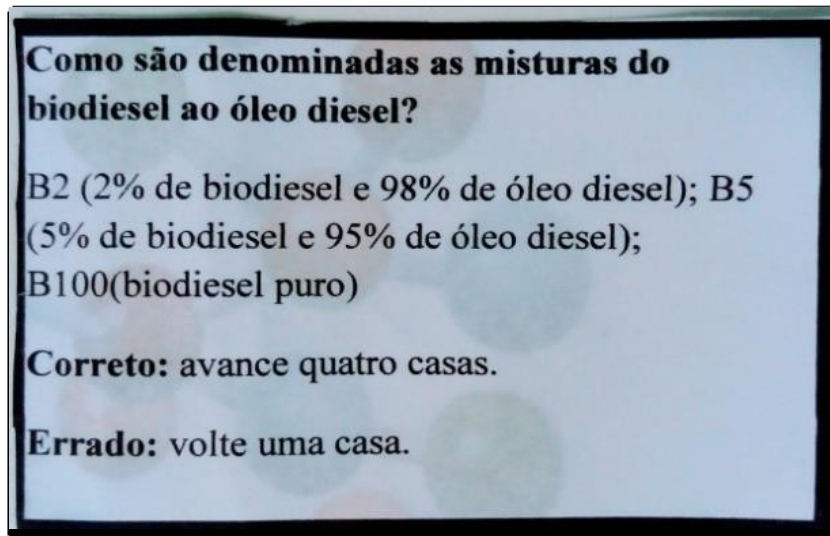 Como são denominadas as misturas do
biodiesel ao óleo diesel?
B2 (2% de biodiesel e 98% de óleo diesel); B5
(5% de biodiesel e 95% de óleo diesel);
B100(biodiesel puro)
Correto: avance quatro casas.
Errado: volte uma casa.